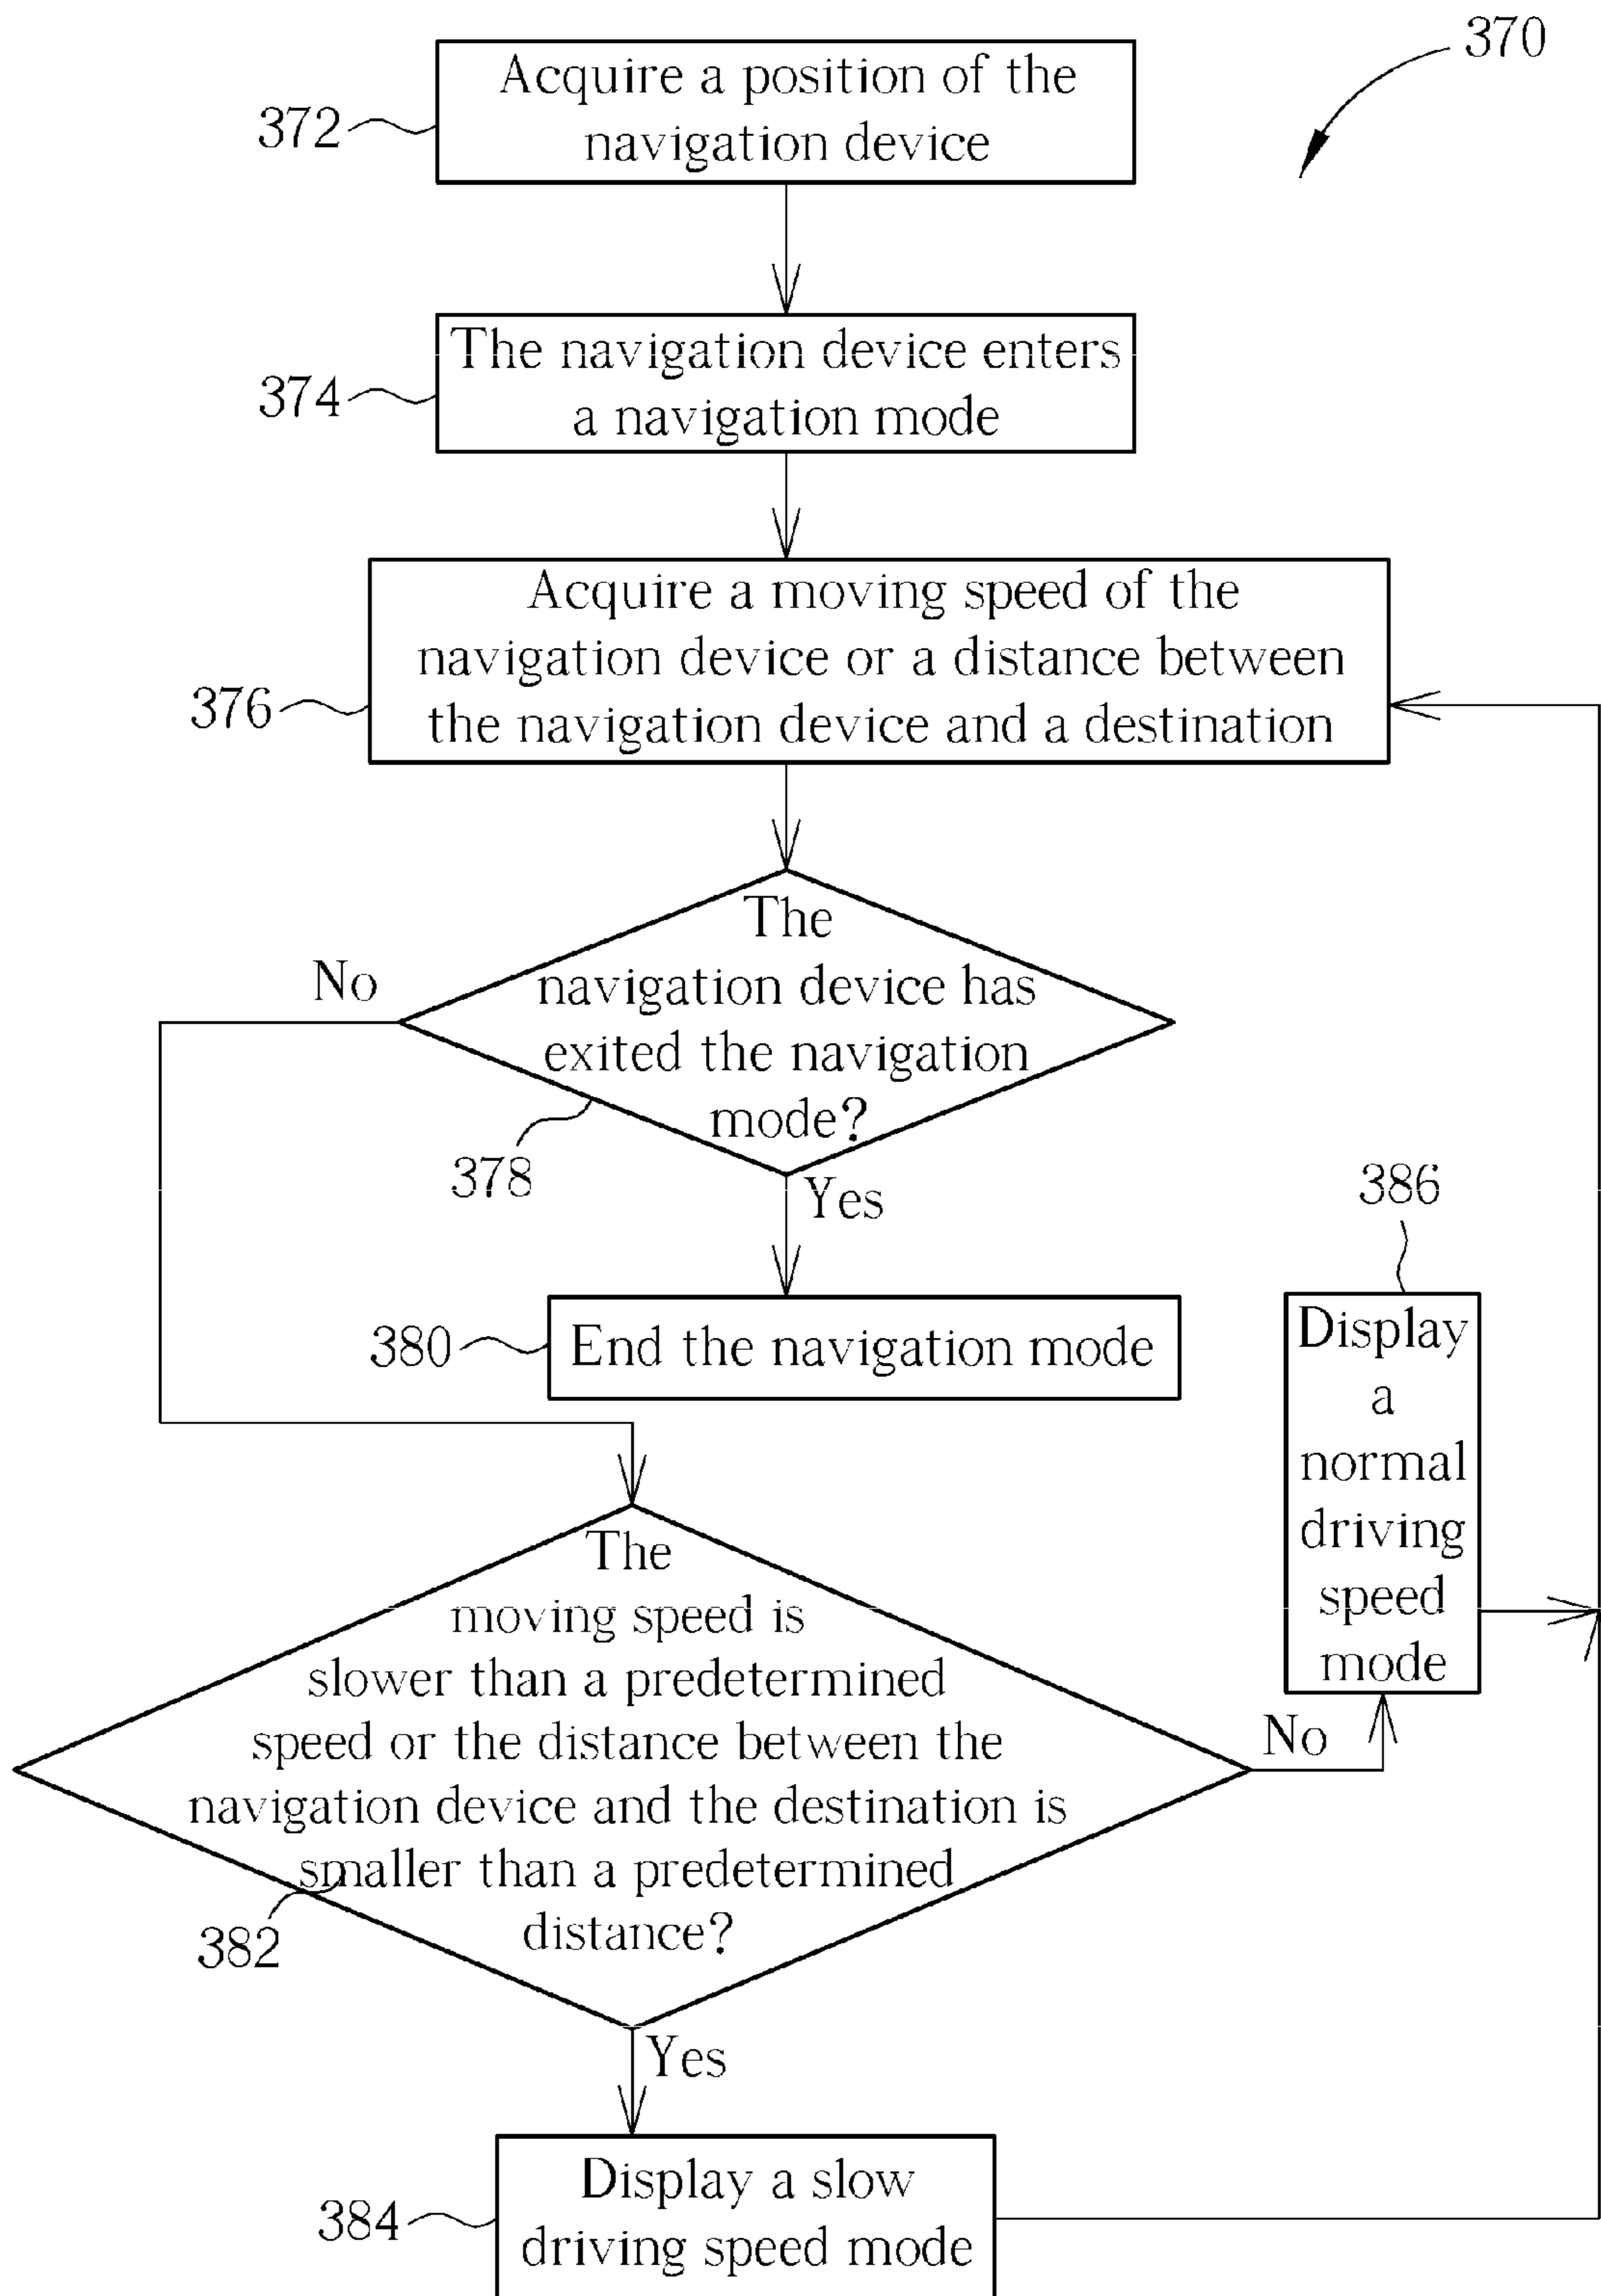 370
Acquire a position of the
navigation device
372
The navigation device enters
a navigation mode
374
Acquire a moving speed of the
navigation device or a distance between
the navigation device and a destination
376
The
navigation device has
exited the navigation
mode?
No
378
Yes
386
380
End the navigation mode
Display
a
normal
driving
speed
mode
The
moving speed is
slower than a predetermined
speed or the distance between the
navigation device and the destination is
smaller than a predetermined
distance?
No
382
Yes
Display a slow
driving speed mode
384